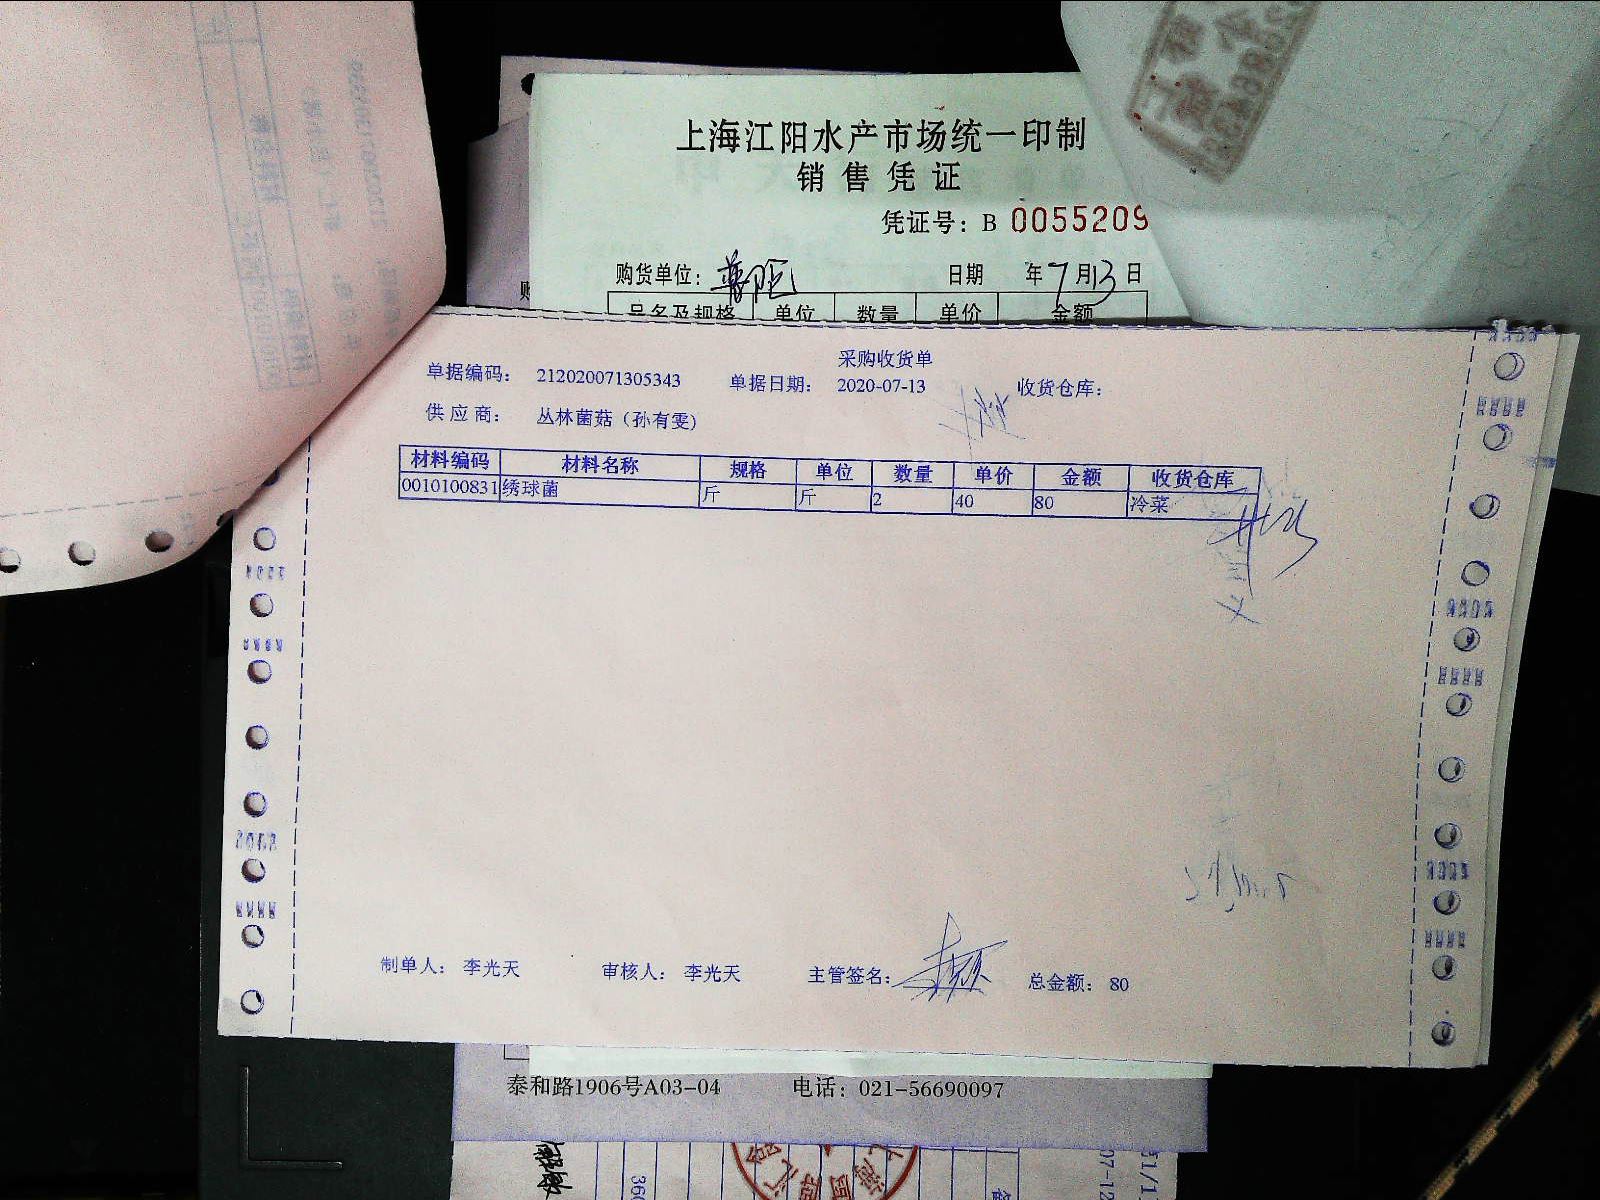 上海江阳水产市场统一印制
销售凭证
凭证号：B 0055209
购货单位：普陀 日期 年7月13日
品名及规格 单位 数量 单价 金额
采购收货单
单据编码： 212020071305343 单据日期： 2020-07-13 收货仓库：
供应商： 丛林菌菇（孙有雯）
材料编码 材料名称 规格 单位 数量 单价 金额 收货仓库
0010100831 绣球菌 斤 斤 2 40 80 冷菜
制单人： 李光天 审核人： 李光天 主管签名： 总金额： 80
泰和路1906号A03-04 电话：021-56690097